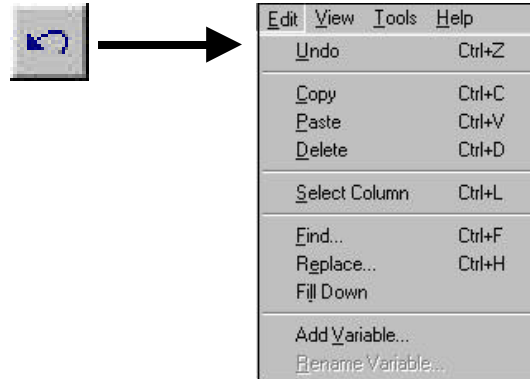 Edit View Tools Help
Undo Ctrl+Z
Copy Ctrl+C
Paste Ctrl+V
Delete Ctrl+D
Select Column Ctrl+L
Find... Ctrl+F
Replace... Ctrl+H
Fill Down
Add Variable...
Rename Variable...